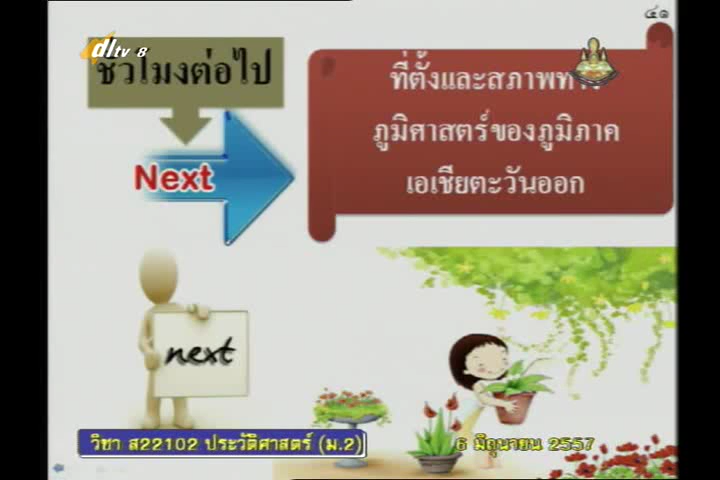 ๔๑
dltv 8
ชั่วโมงต่อไป
Next
ที่ตั้งและสภาพทาง
ภูมิศาสตร์ของภูมิภาค
เอเชียตะวันออก
next
วิชา ส22102 ประวัติศาสตร์ (ม.2)
6 มิถุนายน 2557